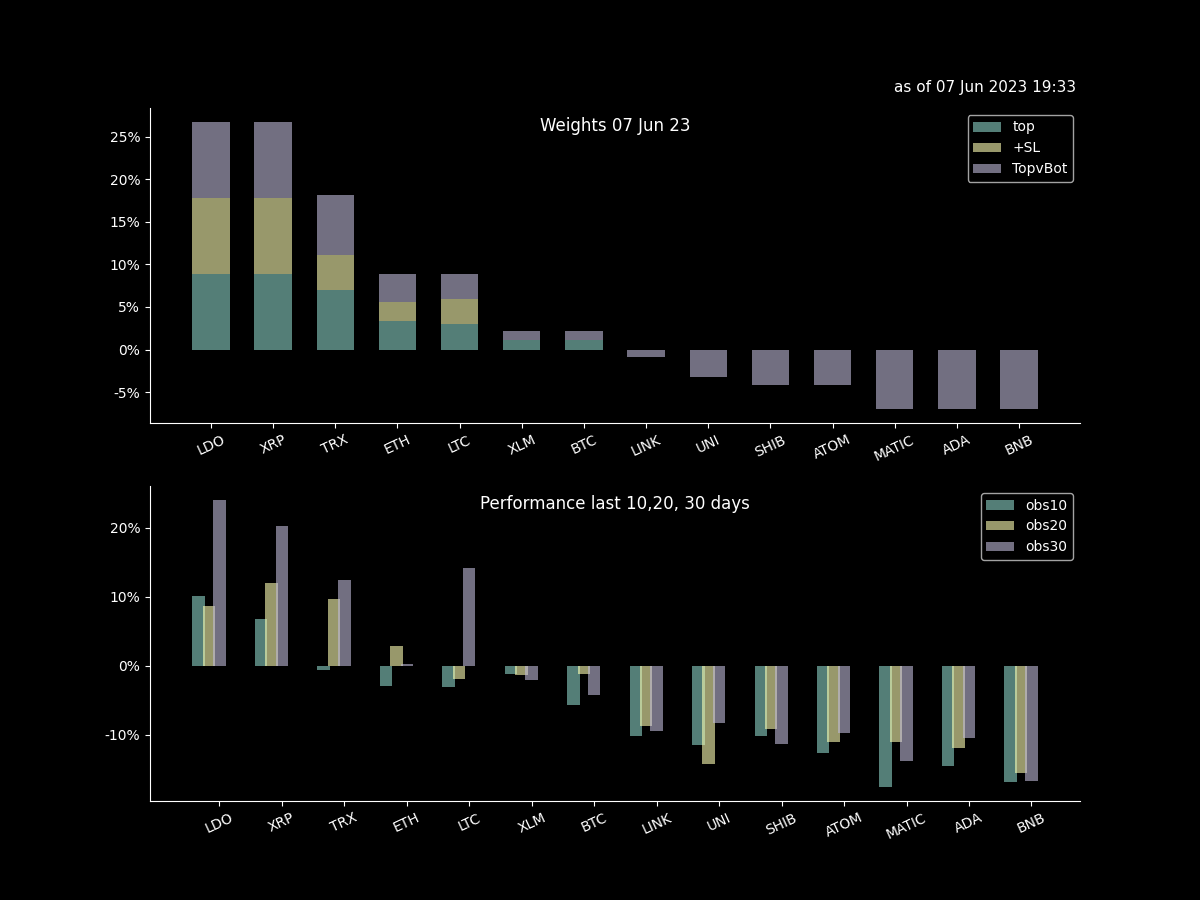 as of 07 Jun 2023 19:33
Weights 07 Jun 23
top
+SL
TopvBot
25%
20%
15%
10%
5%
0%
-5%
LDO XRP TRX ETH LTC XLM BTC LINK UNI SHIB ATOM MATIC ADA BNB
Performance last 10,20, 30 days
obs10
obs20
obs30
20%
10%
0%
-10%
LDO XRP TRX ETH LTC XLM BTC LINK UNI SHIB ATOM MATIC ADA BNB